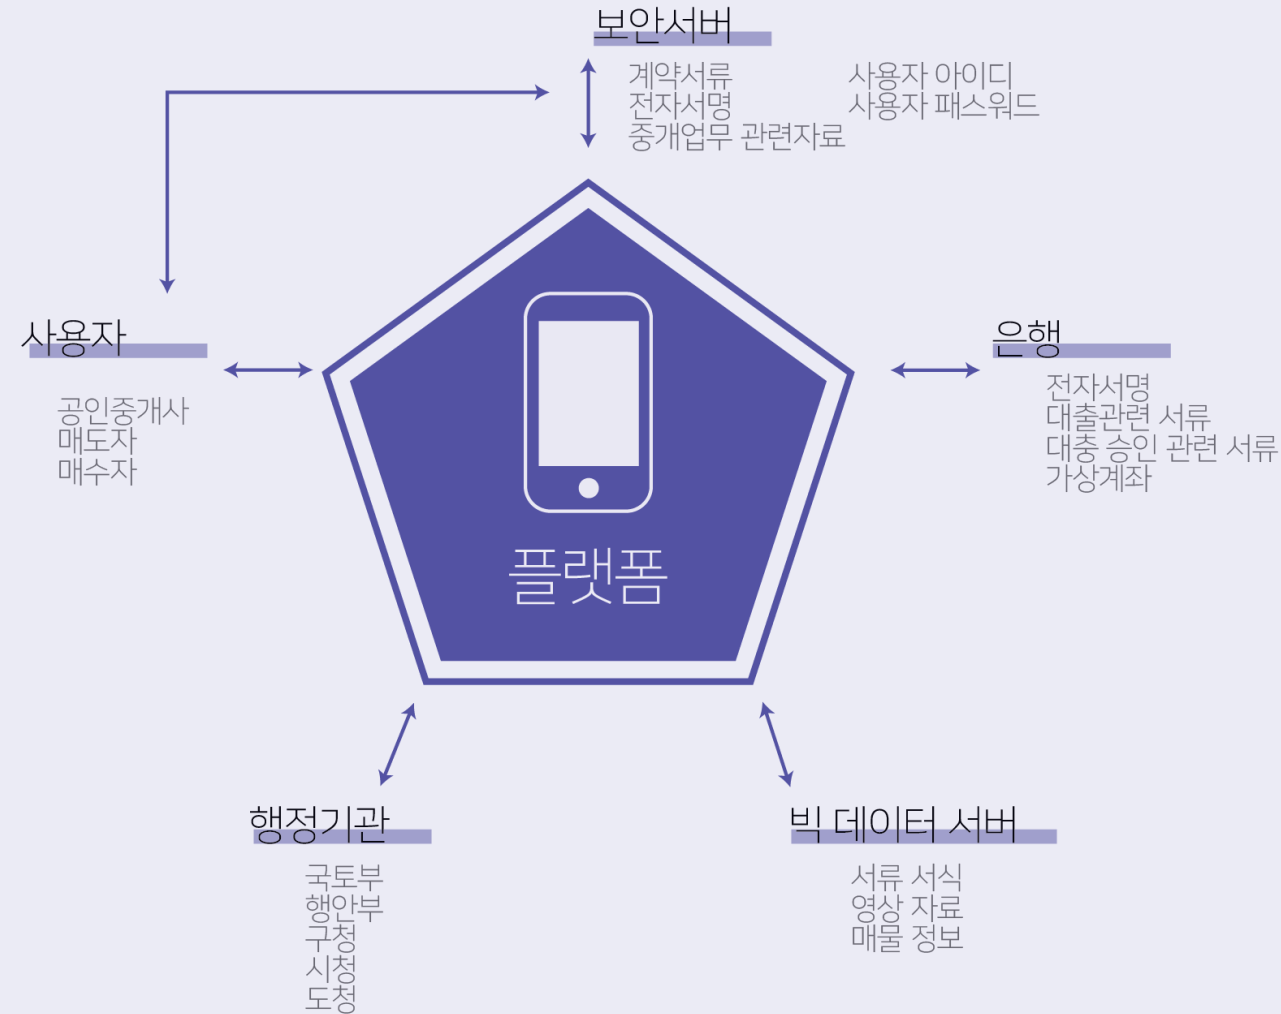 보안서버
계약서류
전자서명
중개업무 관련자료
사용자 아이디
사용자 패스워드
사용자
공인중개사
매도자
매수자
은행
전자서명
대출관련 서류
대충 승인 관련 서류
가상계좌
플랫폼
행정기관
국토부
행안부
구청
시청
도청
빅 데이터 서버
서류 서식
영상 자료
매물 정보